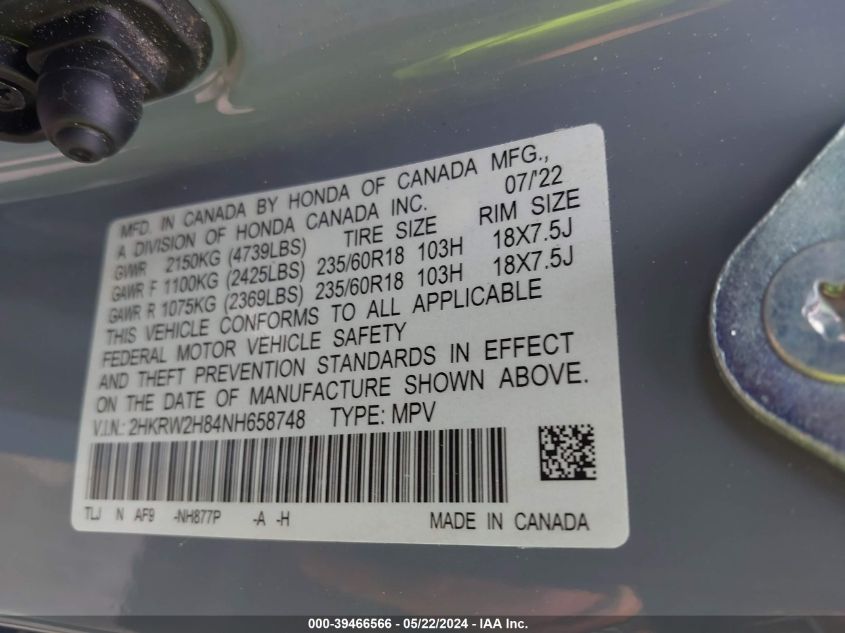 MFD. IN CANADA BY HONDA OF CANADA MFG.,
A DIVISION OF HONDA CANADA INC. 07/'22
GVWR 2150KG (4739LBS) TIRE SIZE RIM SIZE
GAWR F 1100KG (2425LBS) 235/60R18 103H 18X7.5J
GAWR R 1075KG (2369LBS) 235/60R18 103H 18X7.5J
THIS VEHICLE CONFORMS TO ALL APPLICABLE
FEDERAL MOTOR VEHICLE SAFETY
AND THEFT PREVENTION STANDARDS IN EFFECT
ON THE DATE OF MANUFACTURE SHOWN ABOVE.
V.I.N.: 2HKRW2H84NH658748 TYPE: MPV
TLJ N AF9 -NH877P -A -H MADE IN CANADA
000-39466566 - 05/22/2024 - IAA Inc.